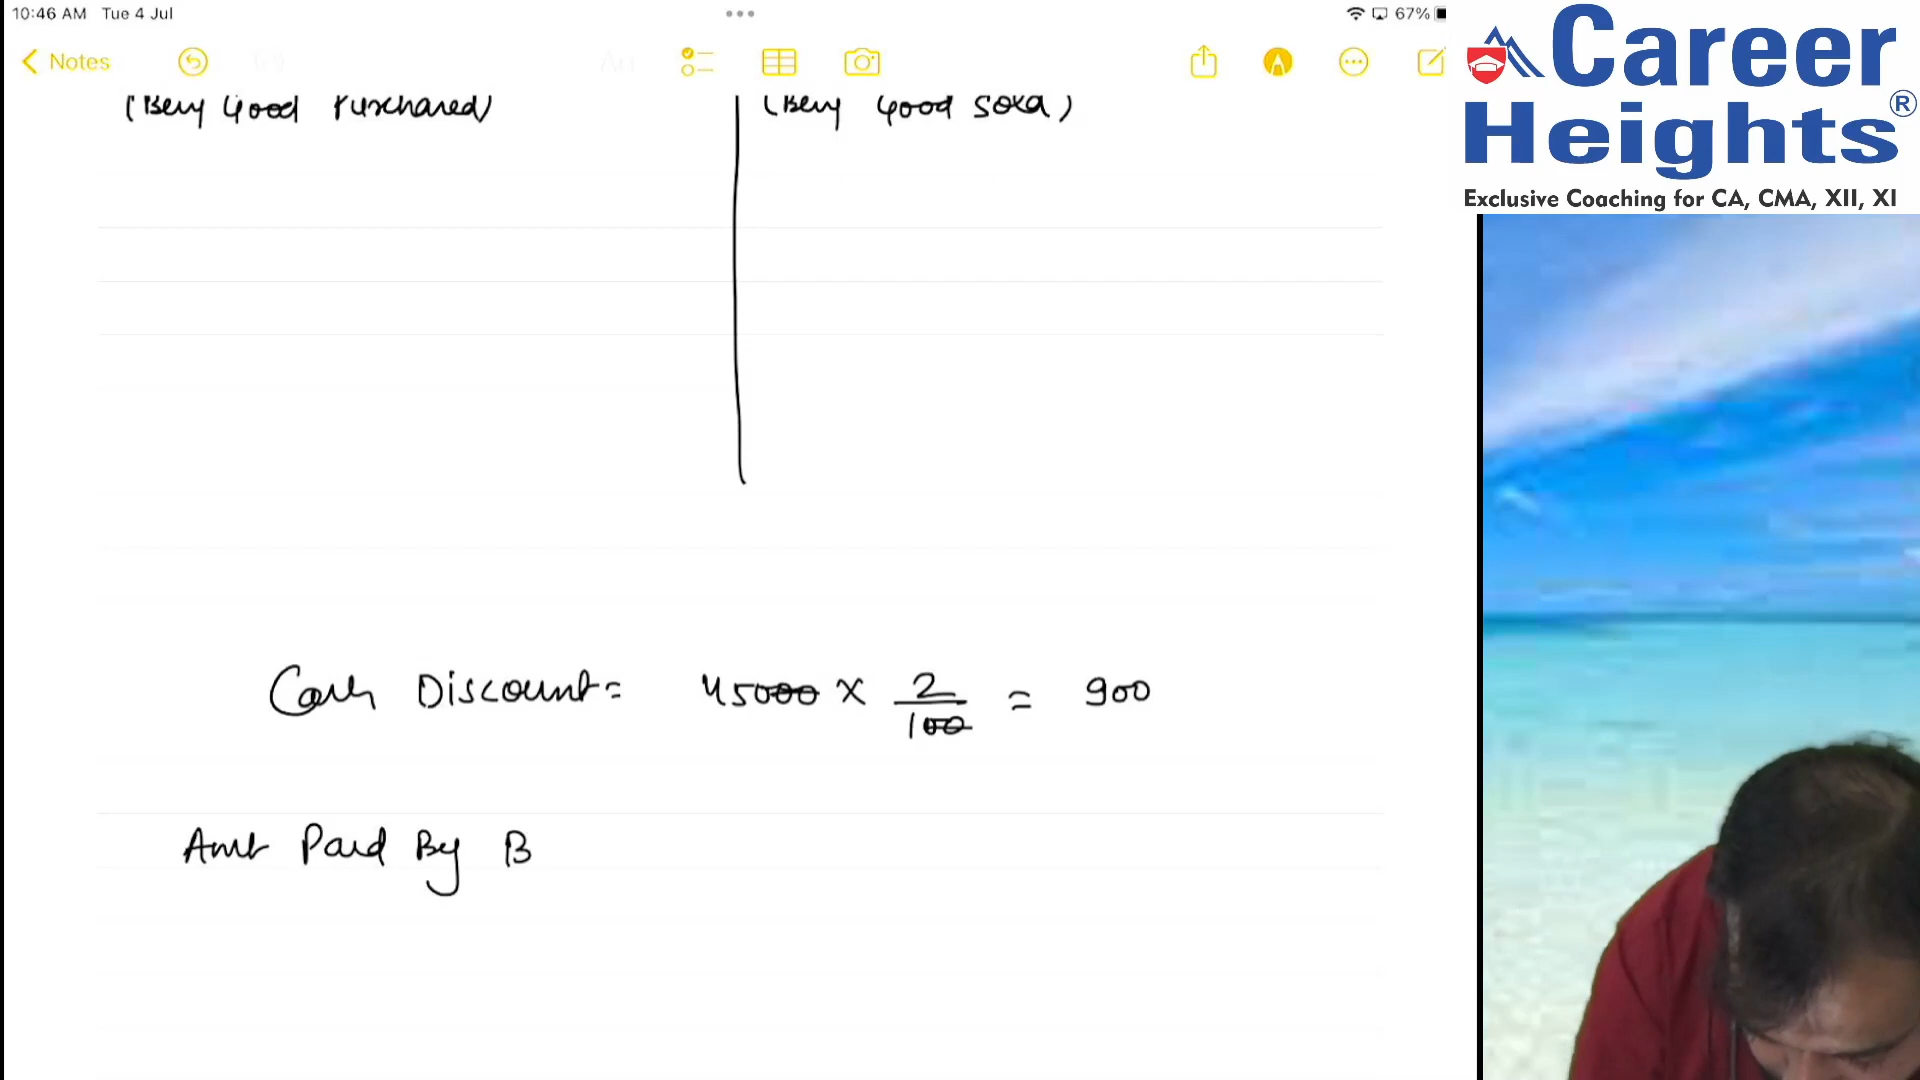 10:46 AM Tue 4 Jul
67%
Notes
Career
Heights®
Exclusive Coaching for CA, CMA, XII, XI
(Being Good Purchased)
(Being Good Sold)
Cash Discount = 45000 × 2/100 = 900
Amt Paid By B